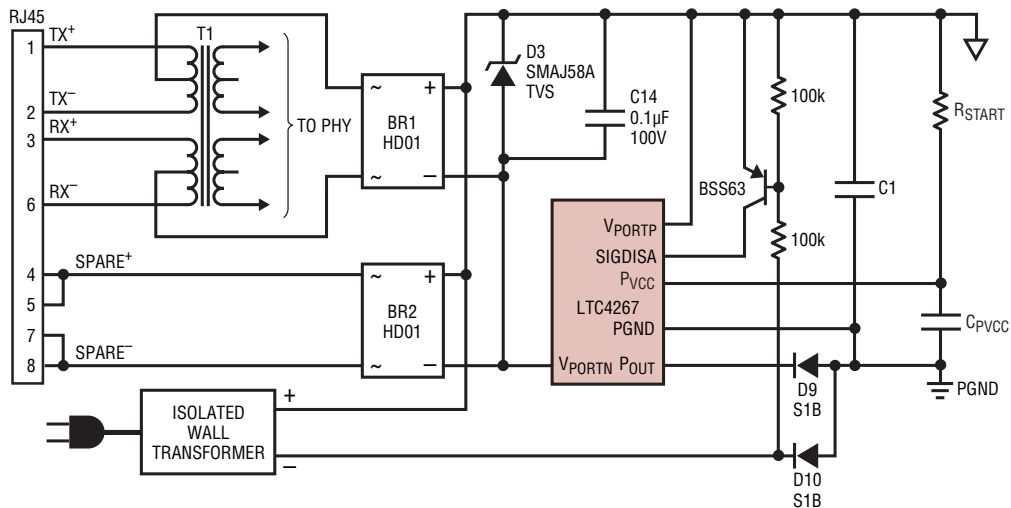 RJ45
1
TX+
2
TX−
3
RX+
6
RX−
4
SPARE+
5
7
8
SPARE−
T1
TO PHY
~
+
BR1
HD01
~
−
~
+
BR2
HD01
~
−
D3
SMAJ58A
TVS
C14
0.1µF
100V
100k
BSS63
100k
C1
RSTART
CPVCC
PGND
VPORTP
SIGDISA
PVCC
LTC4267
PGND
VPORTN POUT
D9
S1B
D10
S1B
ISOLATED
WALL
TRANSFORMER
+
−